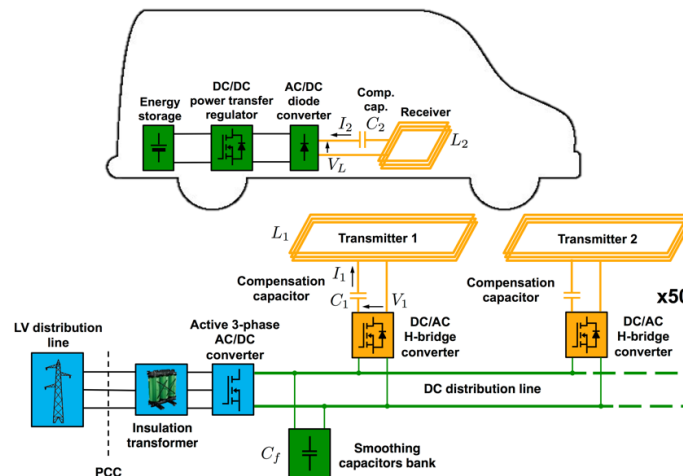 DC/DC
power transfer
regulator
AC/DC
diode
converter
Comp.
cap.
Energy
storage
Receiver
I2
C2
L2
VL
L1
Transmitter 1
Transmitter 2
I1
Compensation
capacitor
C1
V1
Compensation
capacitor
x50
LV distribution
line
Active 3-phase
AC/DC
converter
DC/AC
H-bridge
converter
DC/AC
H-bridge
converter
DC distribution line
Insulation
transformer
Cf
Smoothing
capacitors bank
PCC